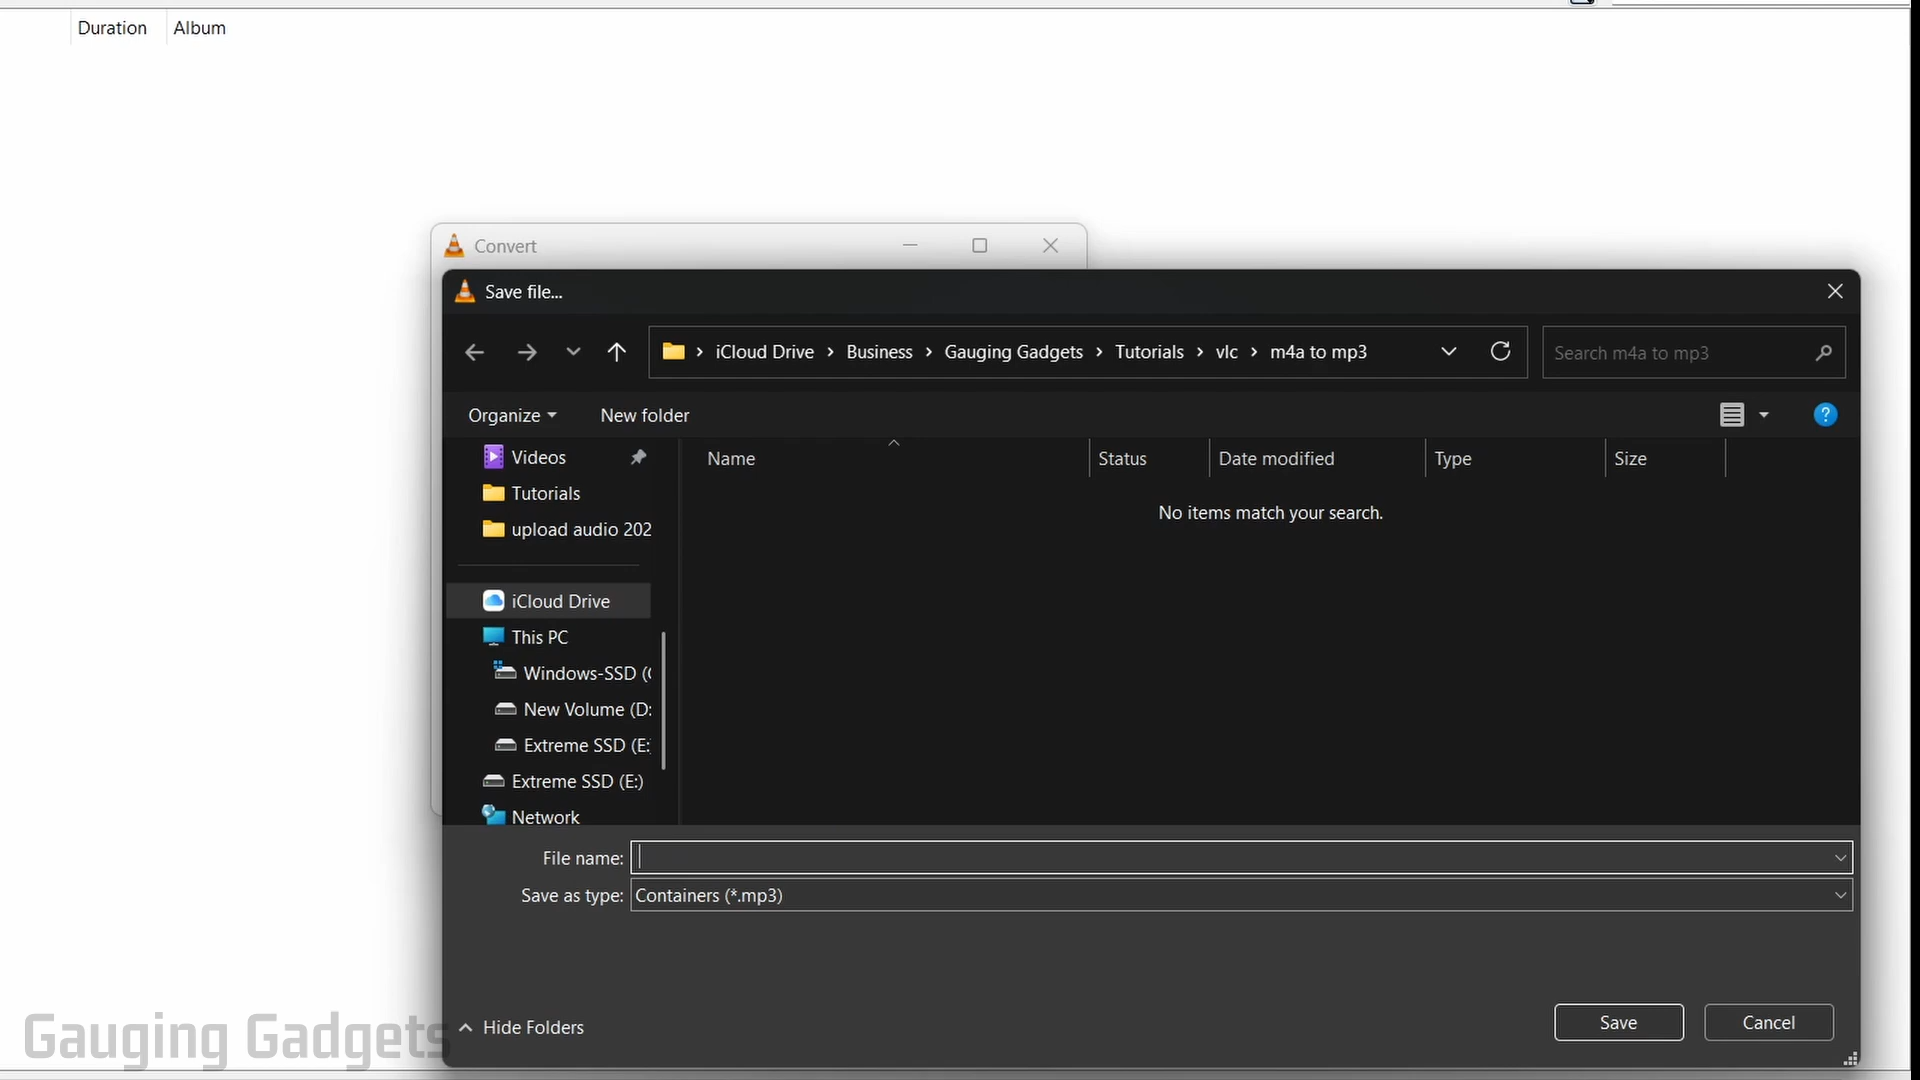 Duration Album
Convert
Save file...
iCloud Drive › Business › Gauging Gadgets › Tutorials › vlc › m4a to mp3
Search m4a to mp3
Organize New folder
?
Name Status Date modified Type Size
Videos
Tutorials
upload audio 202
No items match your search.
iCloud Drive
This PC
Windows-SSD (
New Volume (D:
Extreme SSD (E:
Extreme SSD (E:)
Network
File name:
Save as type: Containers (*.mp3)
Hide Folders
Save Cancel
Gauging Gadgets